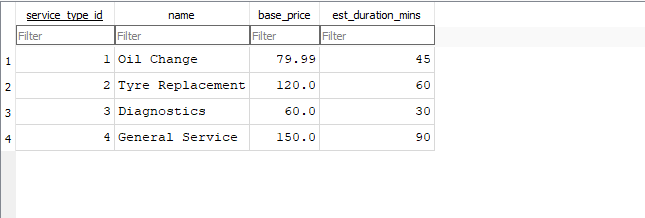 service_type_id name base_price est_duration_mins
Filter Filter Filter Filter
1 1 Oil Change 79.99 45
2 2 Tyre Replacement 120.0 60
3 3 Diagnostics 60.0 30
4 4 General Service 150.0 90